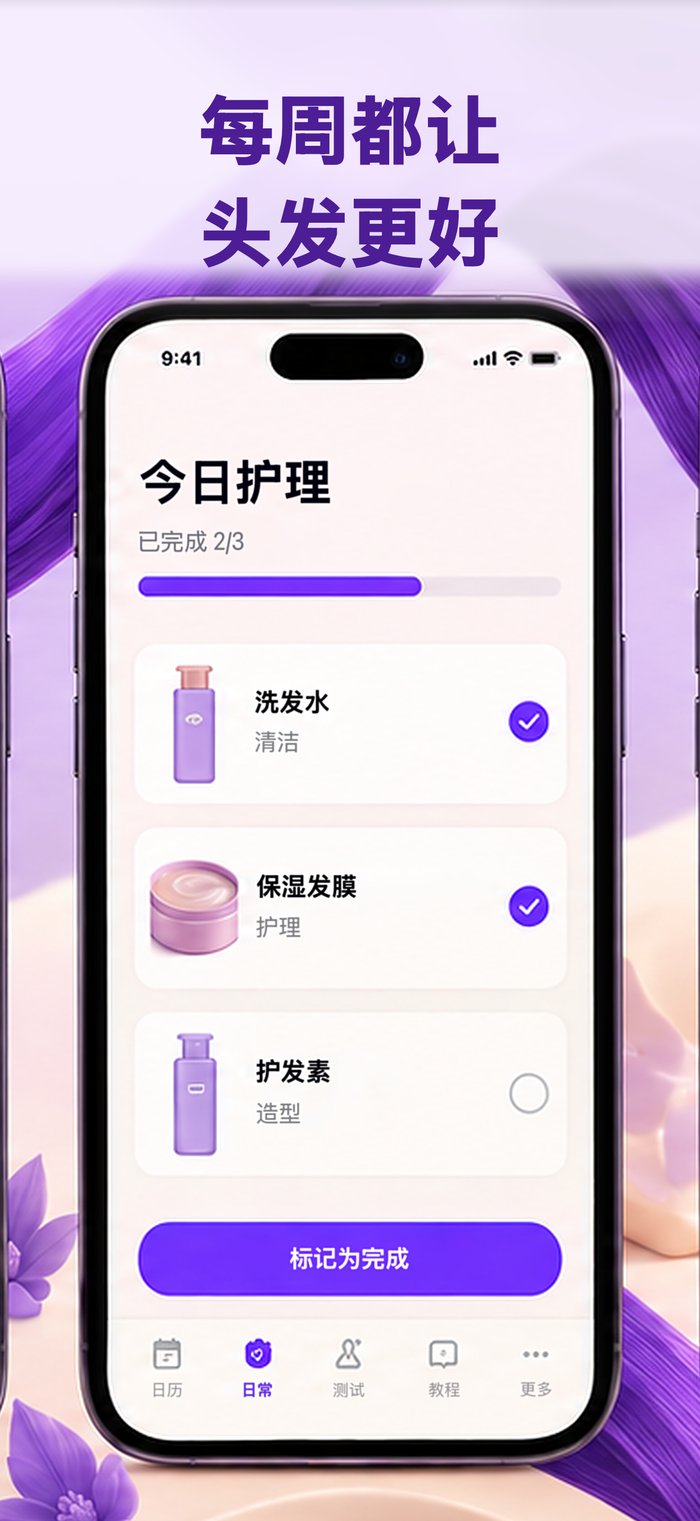 每周都让
头发更好
9:41
今日护理
已完成 2/3
洗发水
清洁
保湿发膜
护理
护发素
造型
标记为完成
日历
日常
测试
教程
更多